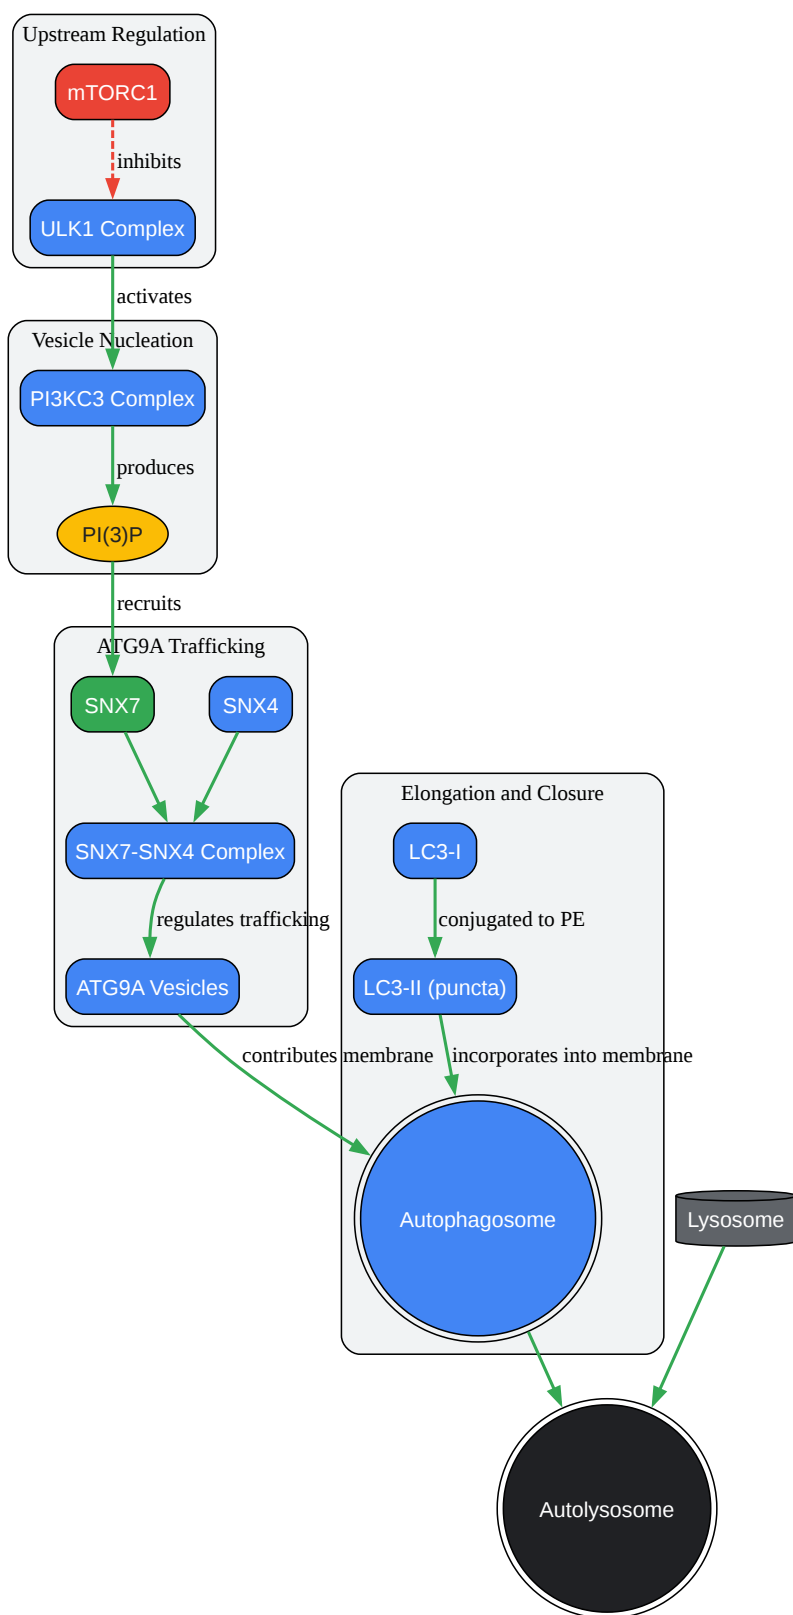 Upstream Regulation
mTORC1
inhibits
ULK1 Complex
activates
Vesicle Nucleation
PI3KC3 Complex
produces
PI(3)P
recruits
ATG9A Trafficking
SNX7
SNX4
Elongation and Closure
SNX7-SNX4 Complex
LC3-I
regulates trafficking
conjugated to PE
ATG9A Vesicles
LC3-II (puncta)
contributes membrane
incorporates into membrane
Autophagosome
Lysosome
Autolysosome